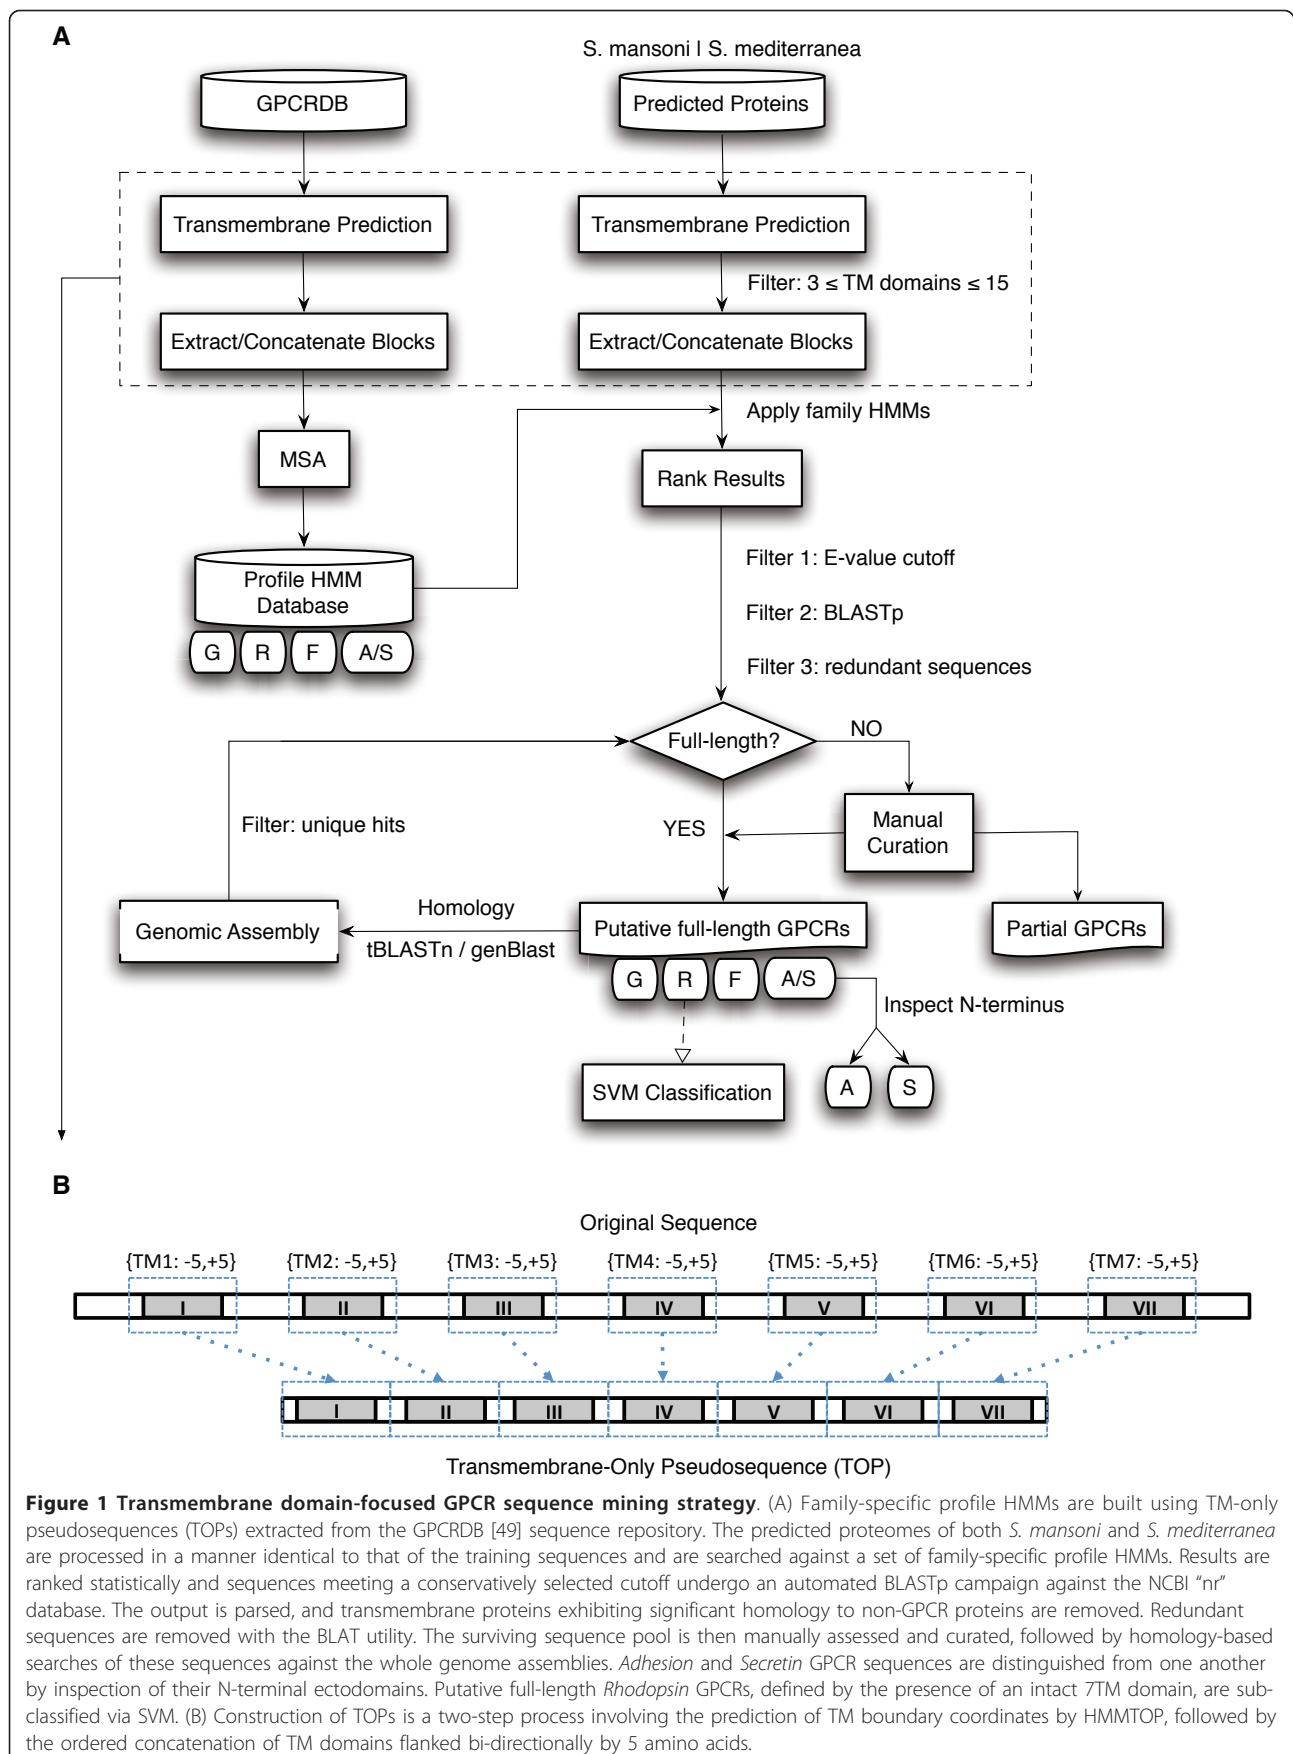 A
S. mansoni | S. mediterranea
GPCRDB
Predicted Proteins
Transmembrane Prediction
Transmembrane Prediction
Filter: 3 ≤ TM domains ≤ 15
Extract/Concatenate Blocks
Extract/Concatenate Blocks
Apply family HMMs
MSA
Rank Results
Profile HMM
Database
G R F A/S
Filter 1: E-value cutoff
Filter 2: BLASTp
Filter 3: redundant sequences
Full-length?
NO
Filter: unique hits
YES
Manual
Curation
Genomic Assembly
Homology
tBLASTn / genBlast
Putative full-length GPCRs
Partial GPCRs
G R F A/S
Inspect N-terminus
SVM Classification
A S
B
Original Sequence
{TM1: -5,+5} {TM2: -5,+5} {TM3: -5,+5} {TM4: -5,+5} {TM5: -5,+5} {TM6: -5,+5} {TM7: -5,+5}
I II III IV V VI VII
I II III IV V VI VII
Transmembrane-Only Pseudosequence (TOP)
Figure 1 Transmembrane domain-focused GPCR sequence mining strategy. (A) Family-specific profile HMMs are built using TM-only
pseudosequences (TOPs) extracted from the GPCRDB [49] sequence repository. The predicted proteomes of both S. mansoni and S. mediterranea
are processed in a manner identical to that of the training sequences and are searched against a set of family-specific profile HMMs. Results are
ranked statistically and sequences meeting a conservatively selected cutoff undergo an automated BLASTp campaign against the NCBI “nr”
database. The output is parsed, and transmembrane proteins exhibiting significant homology to non-GPCR proteins are removed. Redundant
sequences are removed with the BLAT utility. The surviving sequence pool is then manually assessed and curated, followed by homology-based
searches of these sequences against the whole genome assemblies. Adhesion and Secretin GPCR sequences are distinguished from one another
by inspection of their N-terminal ectodomains. Putative full-length Rhodopsin GPCRs, defined by the presence of an intact 7TM domain, are sub-
classified via SVM. (B) Construction of TOPs is a two-step process involving the prediction of TM boundary coordinates by HMMTOP, followed by
the ordered concatenation of TM domains flanked bi-directionally by 5 amino acids.